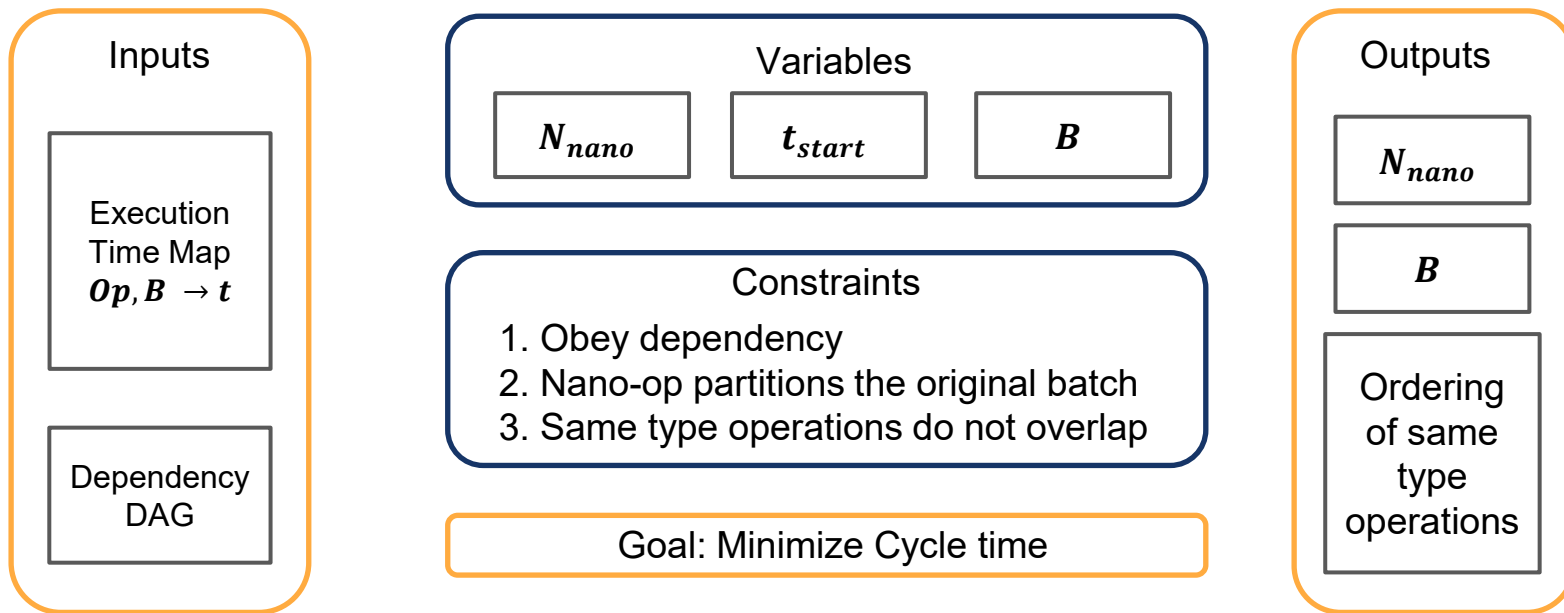 Inputs
Execution
Time Map
Op, B → t
Dependency
DAG
Variables
N_nano
t_start
B
Constraints
1. Obey dependency
2. Nano-op partitions the original batch
3. Same type operations do not overlap
Goal: Minimize Cycle time
Outputs
N_nano
B
Ordering
of same
type
operations